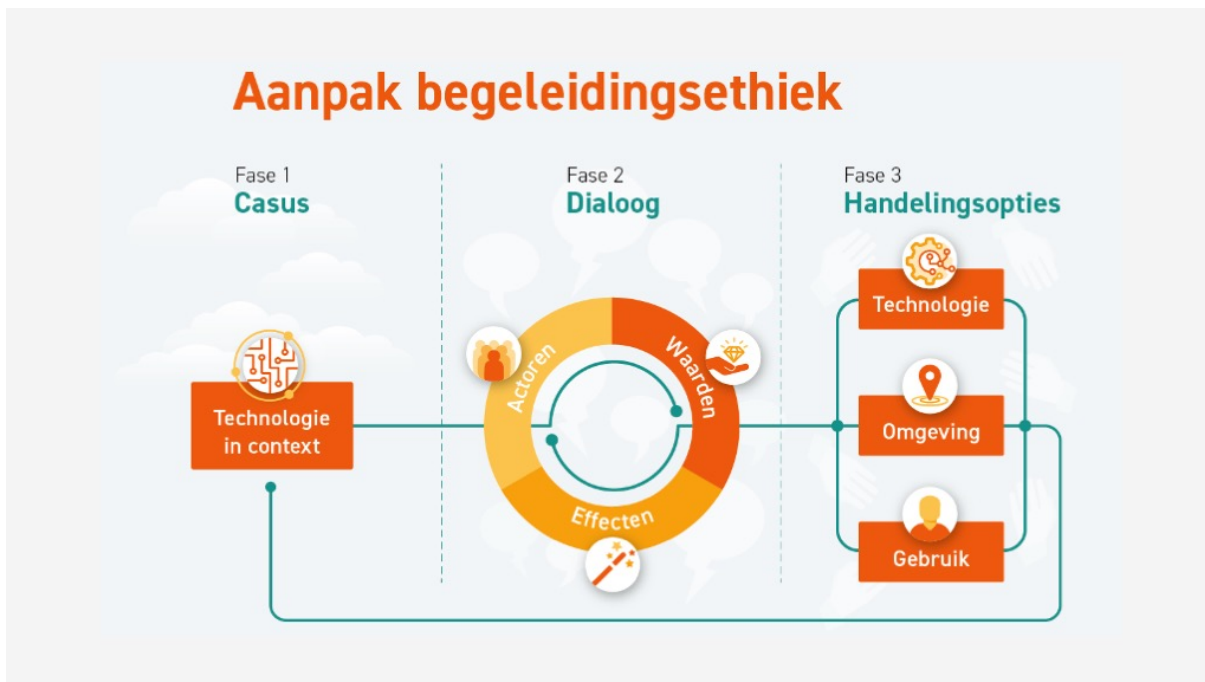 Aanpak begeleidingsethiek
Fase 1
Casus
Technologie
in context
Fase 2
Dialoog
Actoren
Waarden
Effecten
Fase 3
Handelingsopties
Technologie
Omgeving
Gebruik